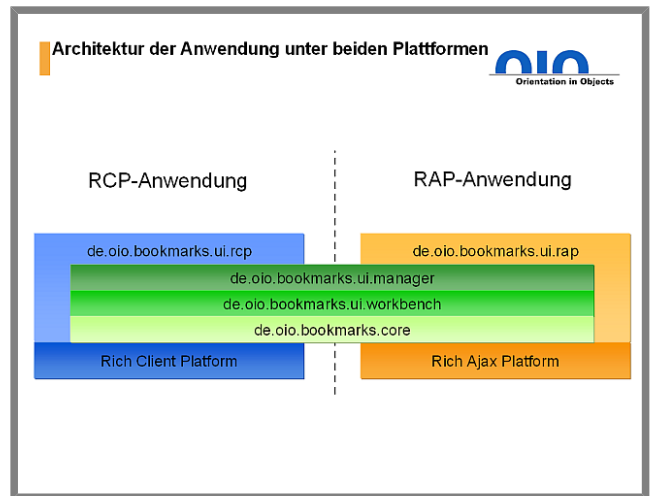 Architektur der Anwendung unter beiden Plattformen
OIO
Orientation in Objects
RCP-Anwendung
RAP-Anwendung
de.oio.bookmarks.ui.rcp
de.oio.bookmarks.ui.rap
de.oio.bookmarks.ui.manager
de.oio.bookmarks.ui.workbench
de.oio.bookmarks.core
Rich Client Platform
Rich Ajax Platform